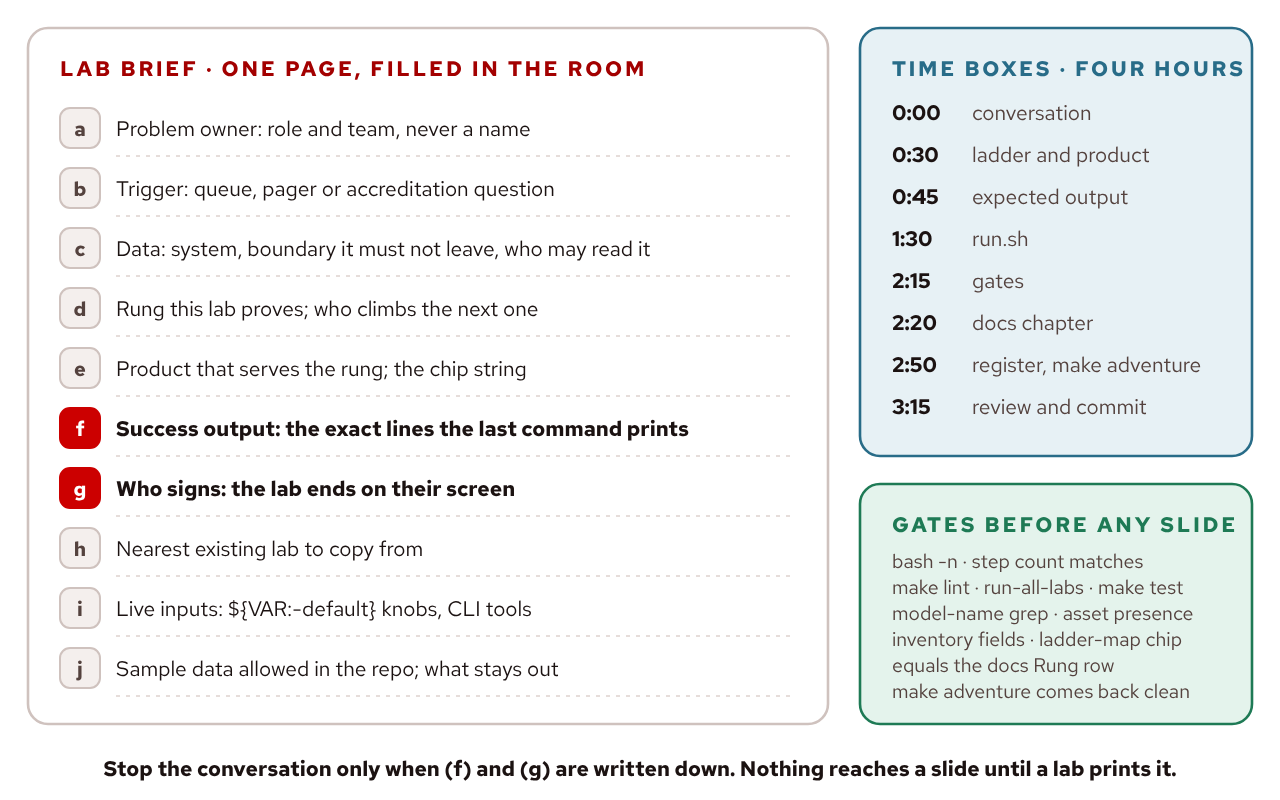 LAB BRIEF · ONE PAGE, FILLED IN THE ROOM
a Problem owner: role and team, never a name
b Trigger: queue, pager or accreditation question
c Data: system, boundary it must not leave, who may read it
d Rung this lab proves; who climbs the next one
e Product that serves the rung; the chip string
f Success output: the exact lines the last command prints
g Who signs: the lab ends on their screen
h Nearest existing lab to copy from
i Live inputs: ${VAR:-default} knobs, CLI tools
j Sample data allowed in the repo; what stays out
TIME BOXES · FOUR HOURS
0:00 conversation
0:30 ladder and product
0:45 expected output
1:30 run.sh
2:15 gates
2:20 docs chapter
2:50 register, make adventure
3:15 review and commit
GATES BEFORE ANY SLIDE
bash -n · step count matches
make lint · run-all-labs · make test
model-name grep · asset presence
inventory fields · ladder-map chip
equals the docs Rung row
make adventure comes back clean
Stop the conversation only when (f) and (g) are written down. Nothing reaches a slide until a lab prints it.